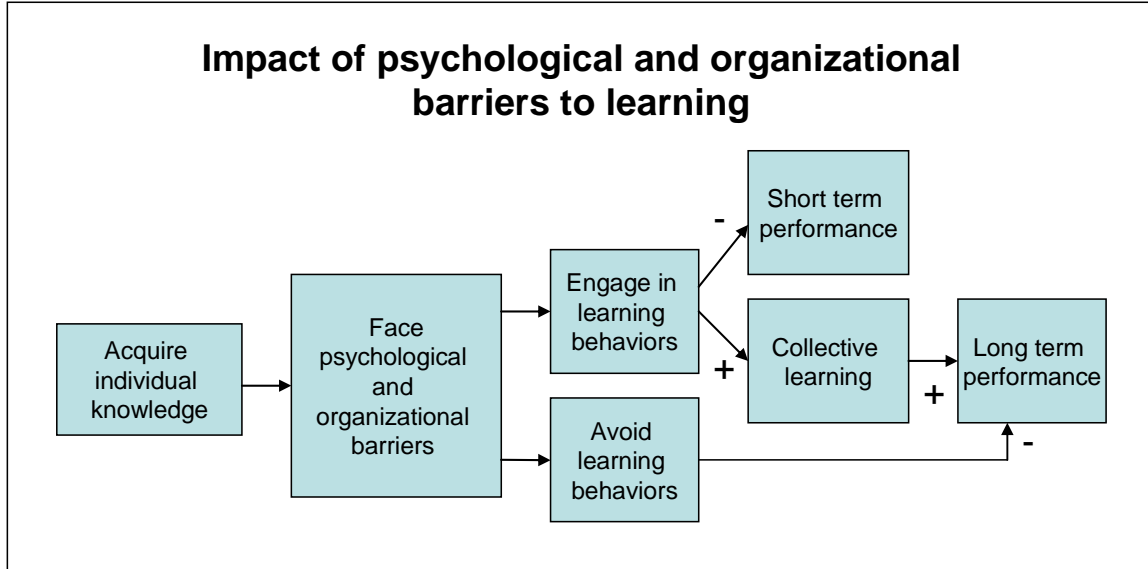 Impact of psychological and organizational
barriers to learning
Acquire
individual
knowledge
Face
psychological
and
organizational
barriers
Engage in
learning
behaviors
Avoid
learning
behaviors
-
Short term
performance
+
Collective
learning
+
Long term
performance
-